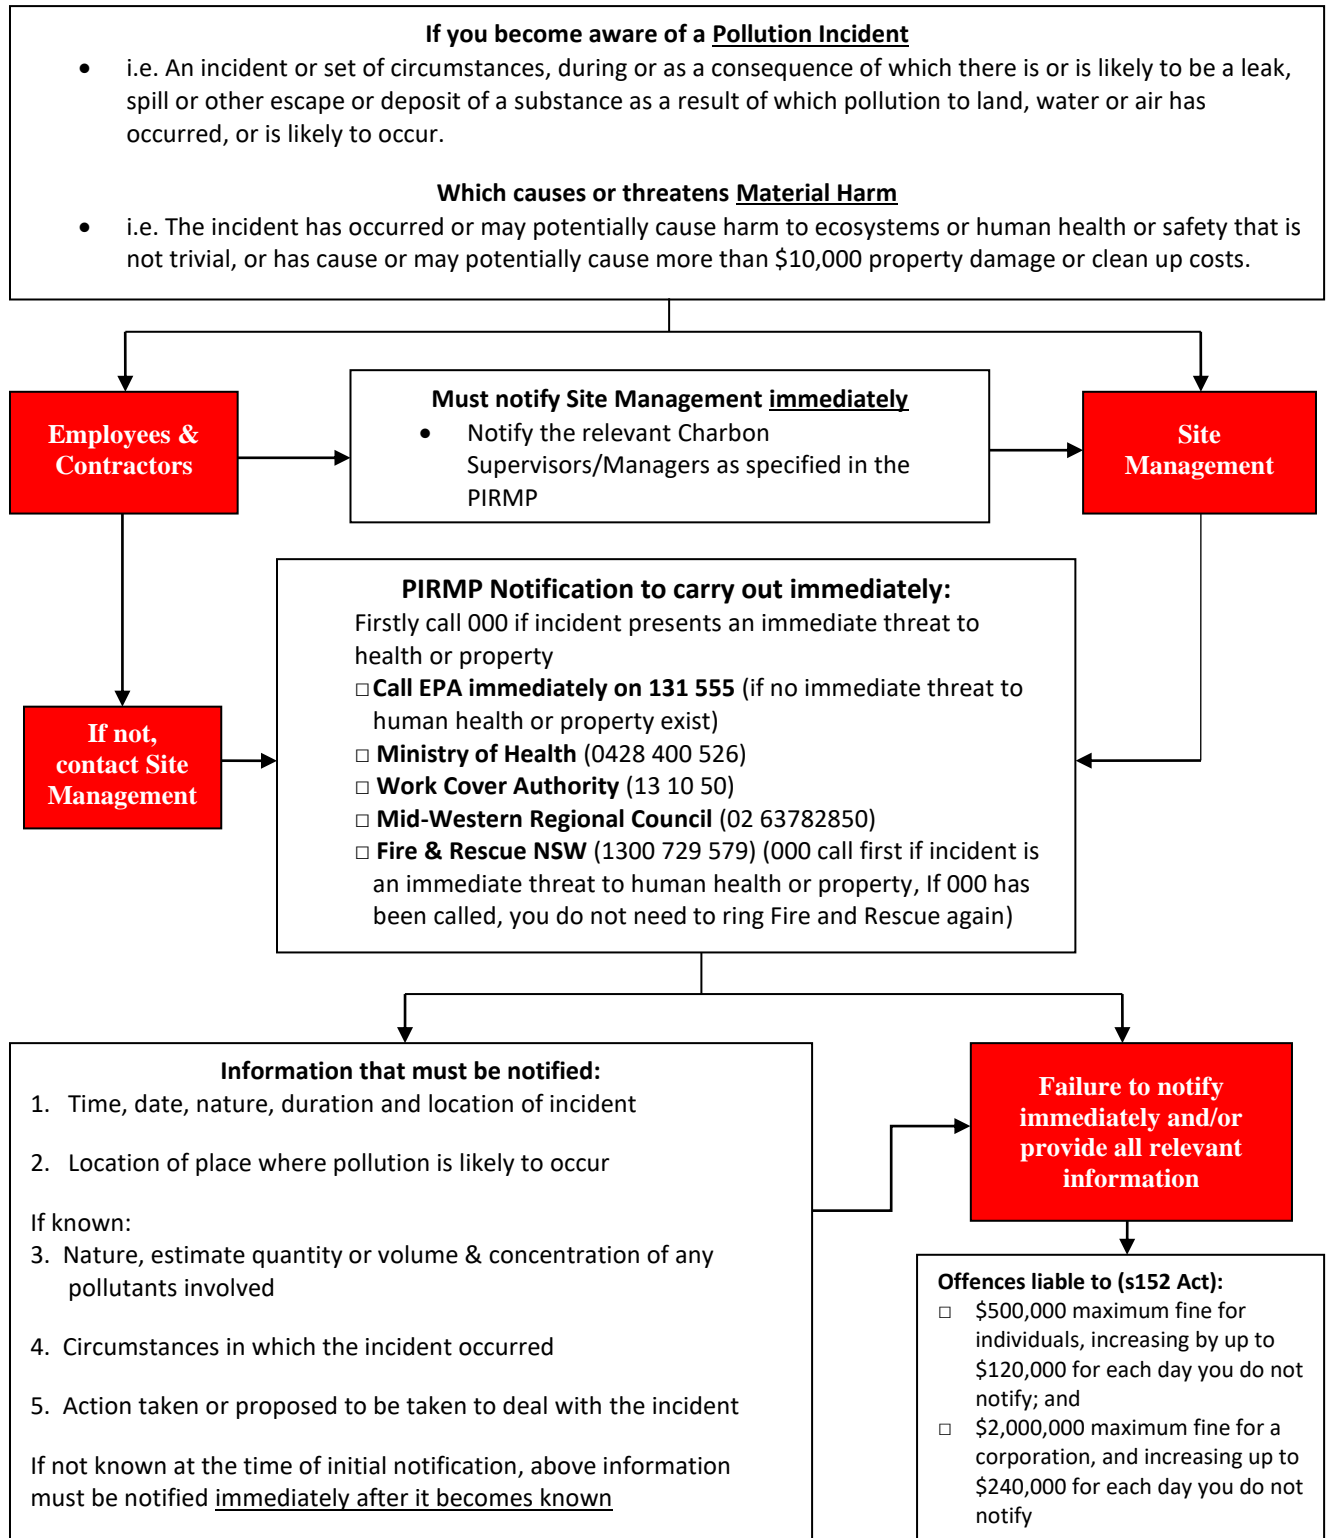 If you become aware of a Pollution Incident
• i.e. An incident or set of circumstances, during or as a consequence of which there is or is likely to be a leak,
spill or other escape or deposit of a substance as a result of which pollution to land, water or air has
occurred, or is likely to occur.
Which causes or threatens Material Harm
• i.e. The incident has occurred or may potentially cause harm to ecosystems or human health or safety that is
not trivial, or has cause or may potentially cause more than $10,000 property damage or clean up costs.
Employees &
Contractors
Must notify Site Management immediately
• Notify the relevant Charbon
Supervisors/Managers as specified in the
PIRMP
Site
Management
PIRMP Notification to carry out immediately:
Firstly call 000 if incident presents an immediate threat to
health or property
□ Call EPA immediately on 131 555 (if no immediate threat to
human health or property exist)
□ Ministry of Health (0428 400 526)
□ Work Cover Authority (13 10 50)
□ Mid-Western Regional Council (02 63782850)
□ Fire & Rescue NSW (1300 729 579) (000 call first if incident is
an immediate threat to human health or property, If 000 has
been called, you do not need to ring Fire and Rescue again)
If not,
contact Site
Management
Information that must be notified:
1. Time, date, nature, duration and location of incident
2. Location of place where pollution is likely to occur
If known:
3. Nature, estimate quantity or volume & concentration of any
pollutants involved
4. Circumstances in which the incident occurred
5. Action taken or proposed to be taken to deal with the incident
If not known at the time of initial notification, above information
must be notified immediately after it becomes known
Failure to notify
immediately and/or
provide all relevant
information
Offences liable to (s152 Act):
□ $500,000 maximum fine for
individuals, increasing by up to
$120,000 for each day you do not
notify; and
□ $2,000,000 maximum fine for a
corporation, and increasing up to
$240,000 for each day you do not
notify